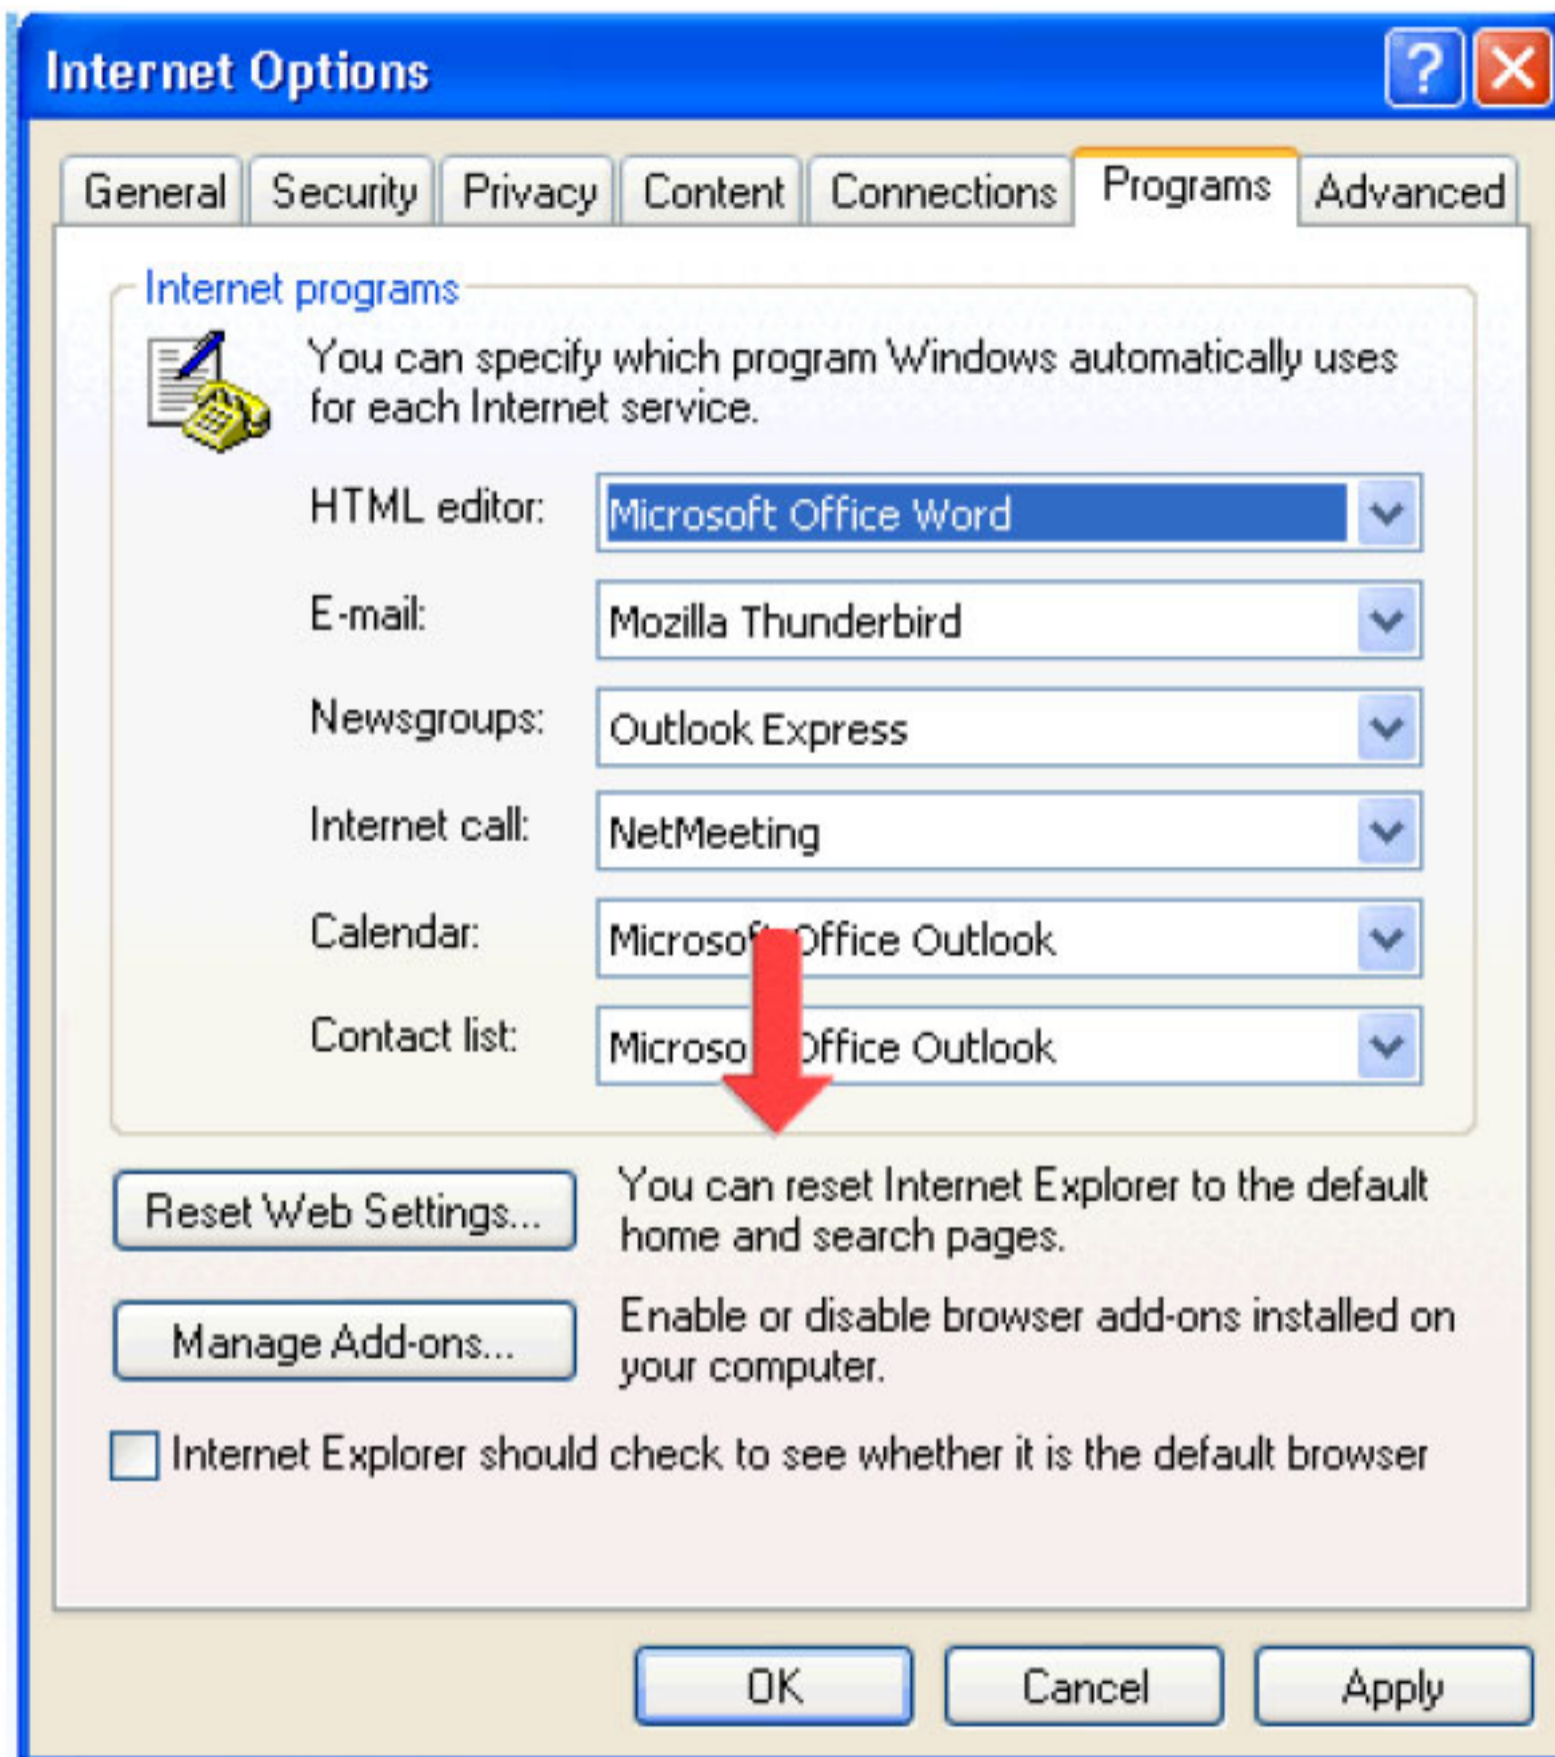 Internet Options
General Security Privacy Content Connections Programs Advanced
Internet programs
You can specify which program Windows automatically uses
for each Internet service.
HTML editor: Microsoft Office Word
E-mail: Mozilla Thunderbird
Newsgroups: Outlook Express
Internet call: NetMeeting
Calendar: Microsoft Office Outlook
Contact list: Microsoft Office Outlook
Reset Web Settings... You can reset Internet Explorer to the default
home and search pages.
Manage Add-ons... Enable or disable browser add-ons installed on
your computer.
Internet Explorer should check to see whether it is the default browser
OK Cancel Apply